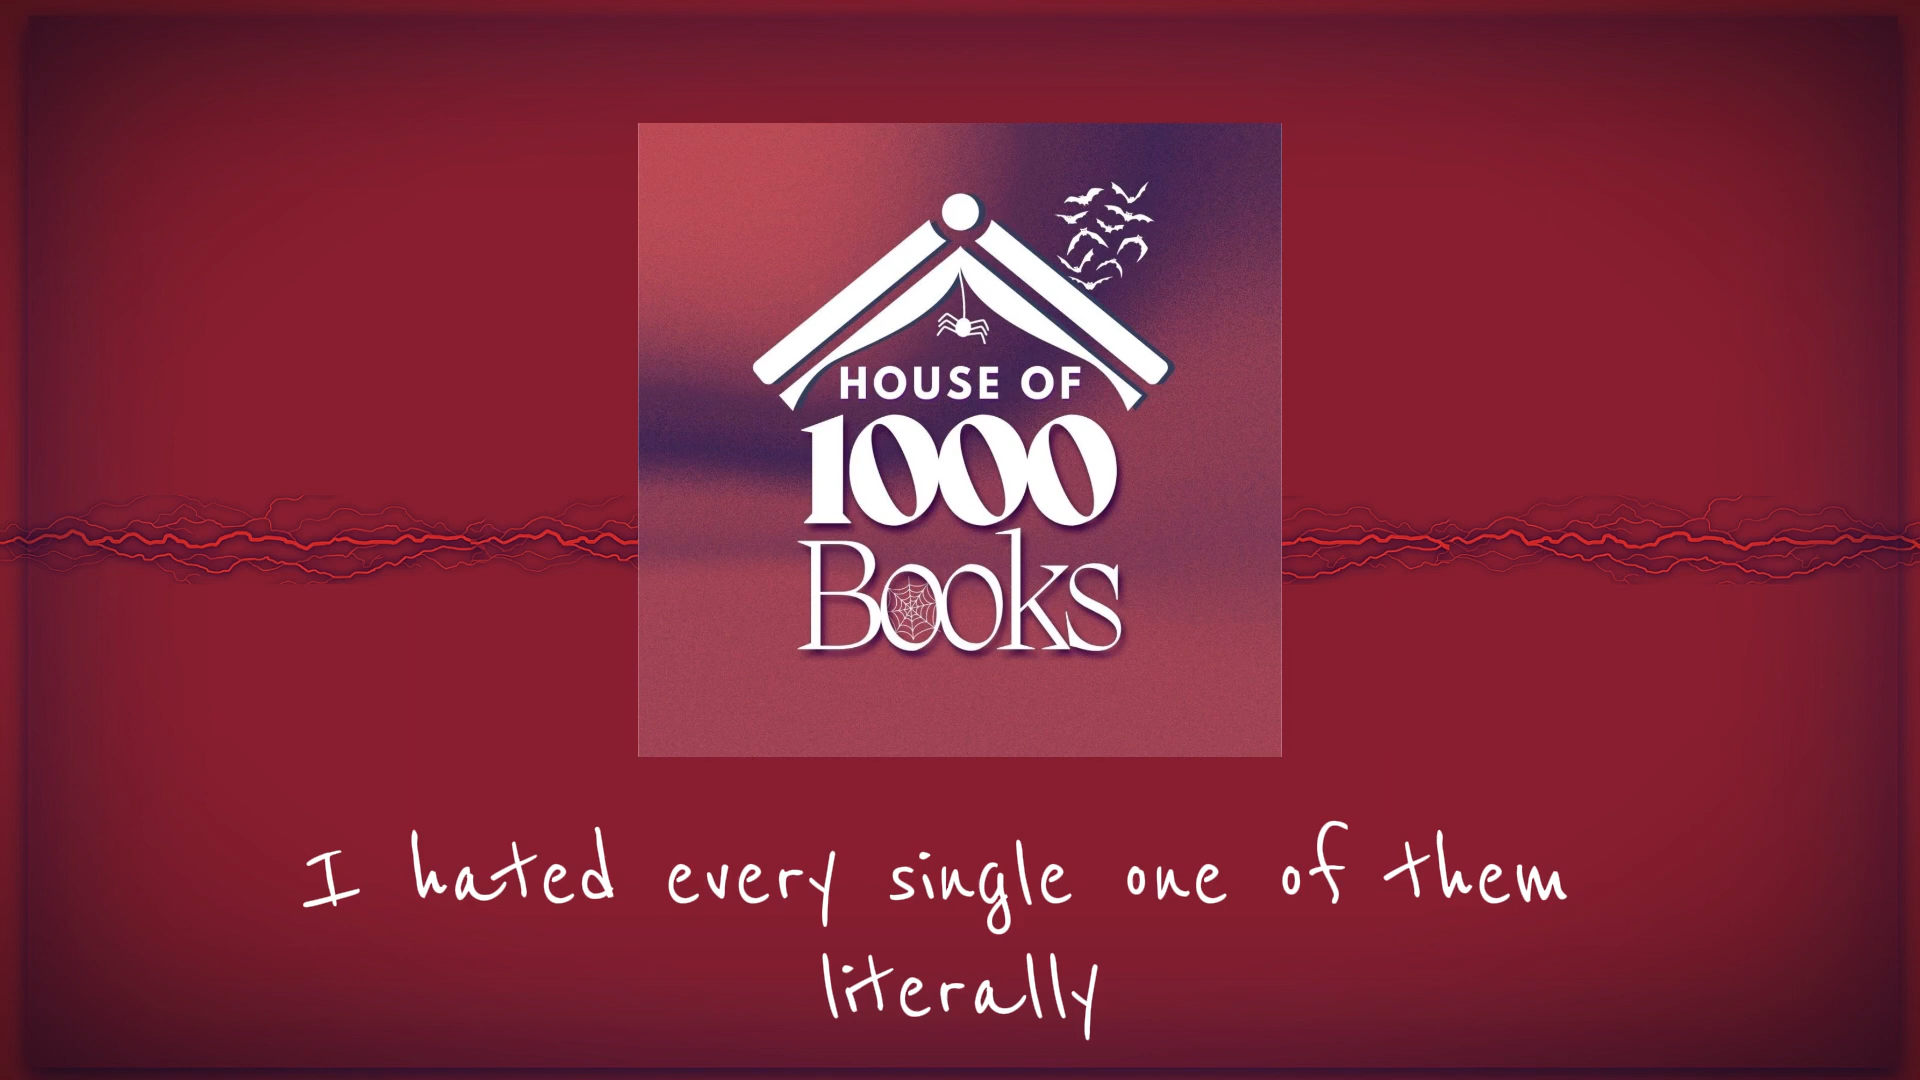 HOUSE OF
1000
Books
I hated every single one of them
literally